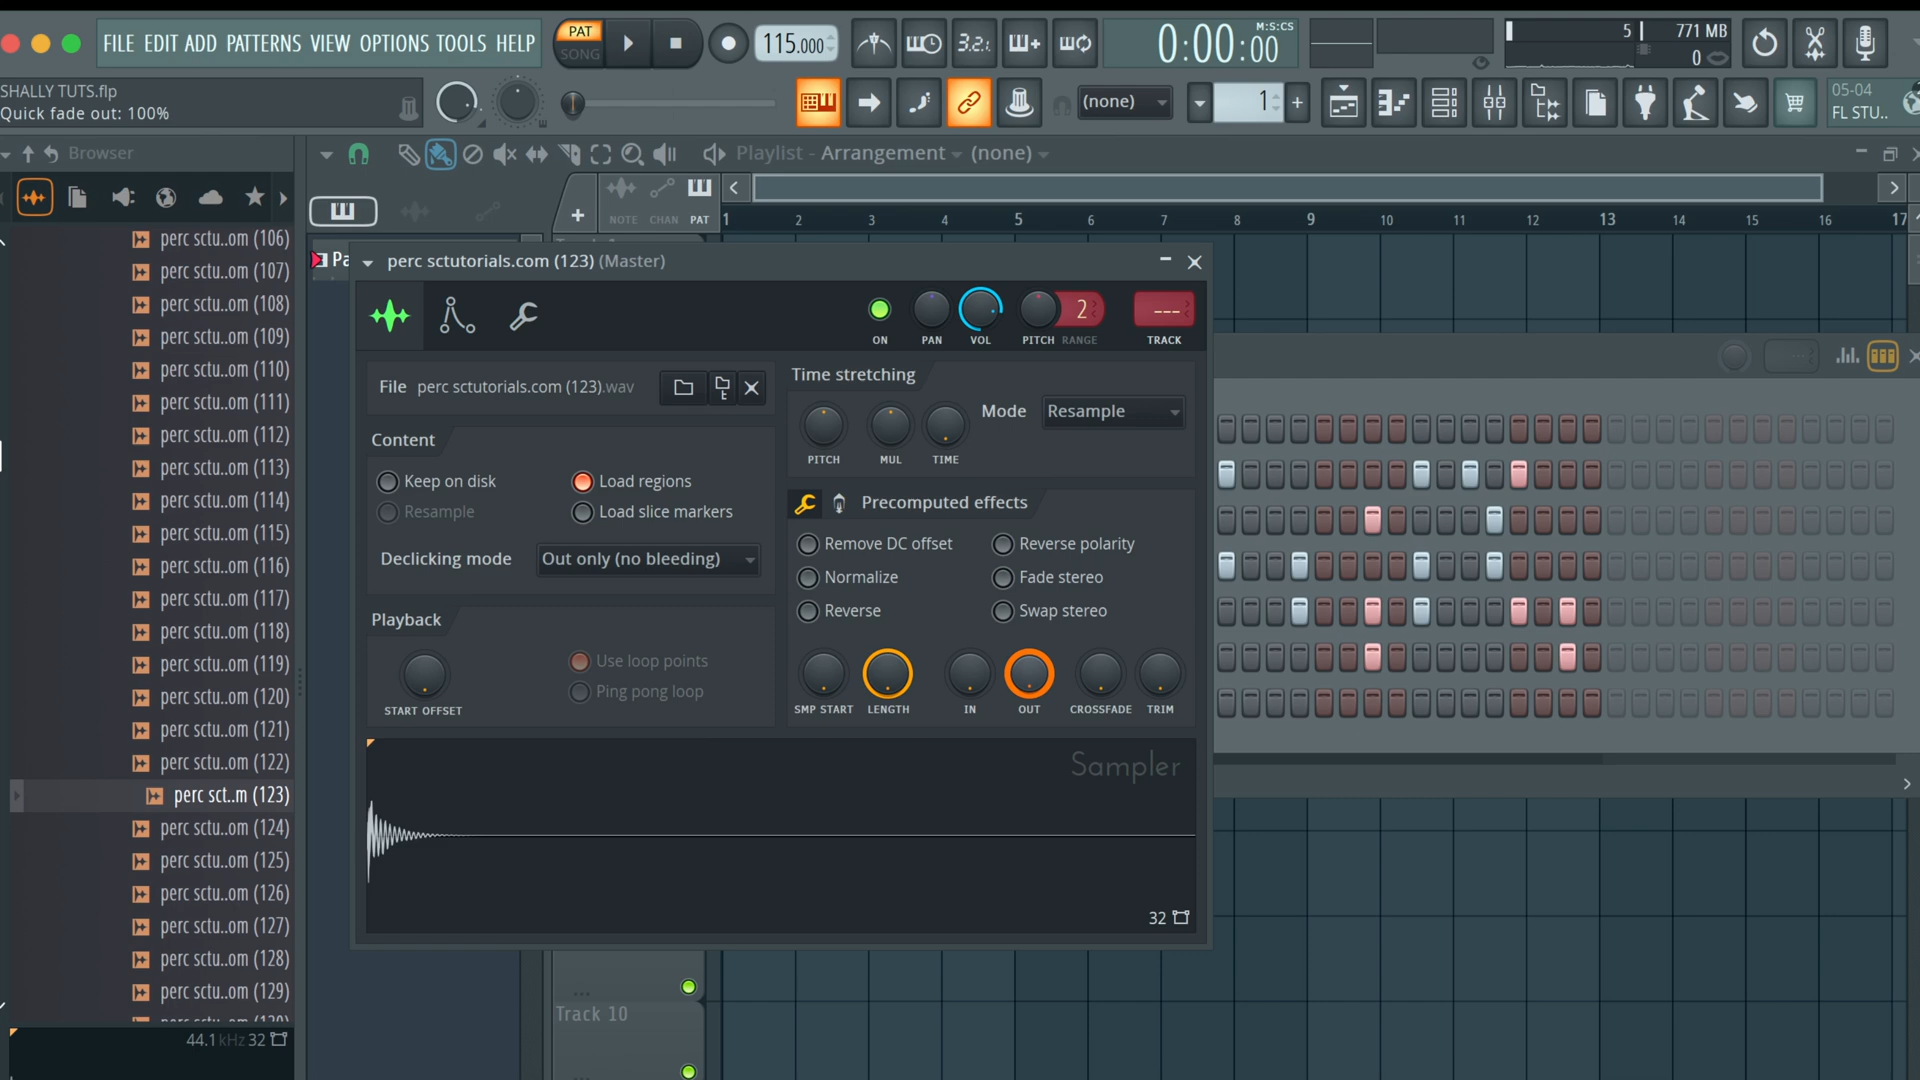 FILE EDIT ADD PATTERNS VIEW OPTIONS TOOLS HELP
PAT
SONG
115.000
3.2.
0:00:00
M:S:CS
5
771 MB
0
SHALLY TUTS.flp
Quick fade out: 100%
(none)
1
05-04
FL STU..
Browser
Playlist - Arrangement
(none)
NOTE CHAN PAT
1 2 3 4 5 6 7 8 9 10 11 12 13 14 15 16 17
perc sctu..om (106)
perc sctu..om (107)
perc sctu..om (108)
perc sctu..om (109)
perc sctu..om (110)
perc sctu..om (111)
perc sctu..om (112)
perc sctu..om (113)
perc sctu..om (114)
perc sctu..om (115)
perc sctu..om (116)
perc sctu..om (117)
perc sctu..om (118)
perc sctu..om (119)
perc sctu..om (120)
perc sctu..om (121)
perc sctu..om (122)
perc sct..m (123)
perc sctu..om (124)
perc sctu..om (125)
perc sctu..om (126)
perc sctu..om (127)
perc sctu..om (128)
perc sctu..om (129)
44.1kHz 32
Pa
perc sctutorials.com (123) (Master)
2
---
ON PAN VOL PITCH RANGE TRACK
File perc sctutorials.com (123).wav
Content
Keep on disk
Load regions
Resample
Load slice markers
Declicking mode
Out only (no bleeding)
Playback
Use loop points
Ping pong loop
START OFFSET
Time stretching
Mode
Resample
PITCH MUL TIME
Precomputed effects
Remove DC offset
Reverse polarity
Normalize
Fade stereo
Reverse
Swap stereo
SMP START LENGTH IN OUT CROSSFADE TRIM
Sampler
32
Track 10